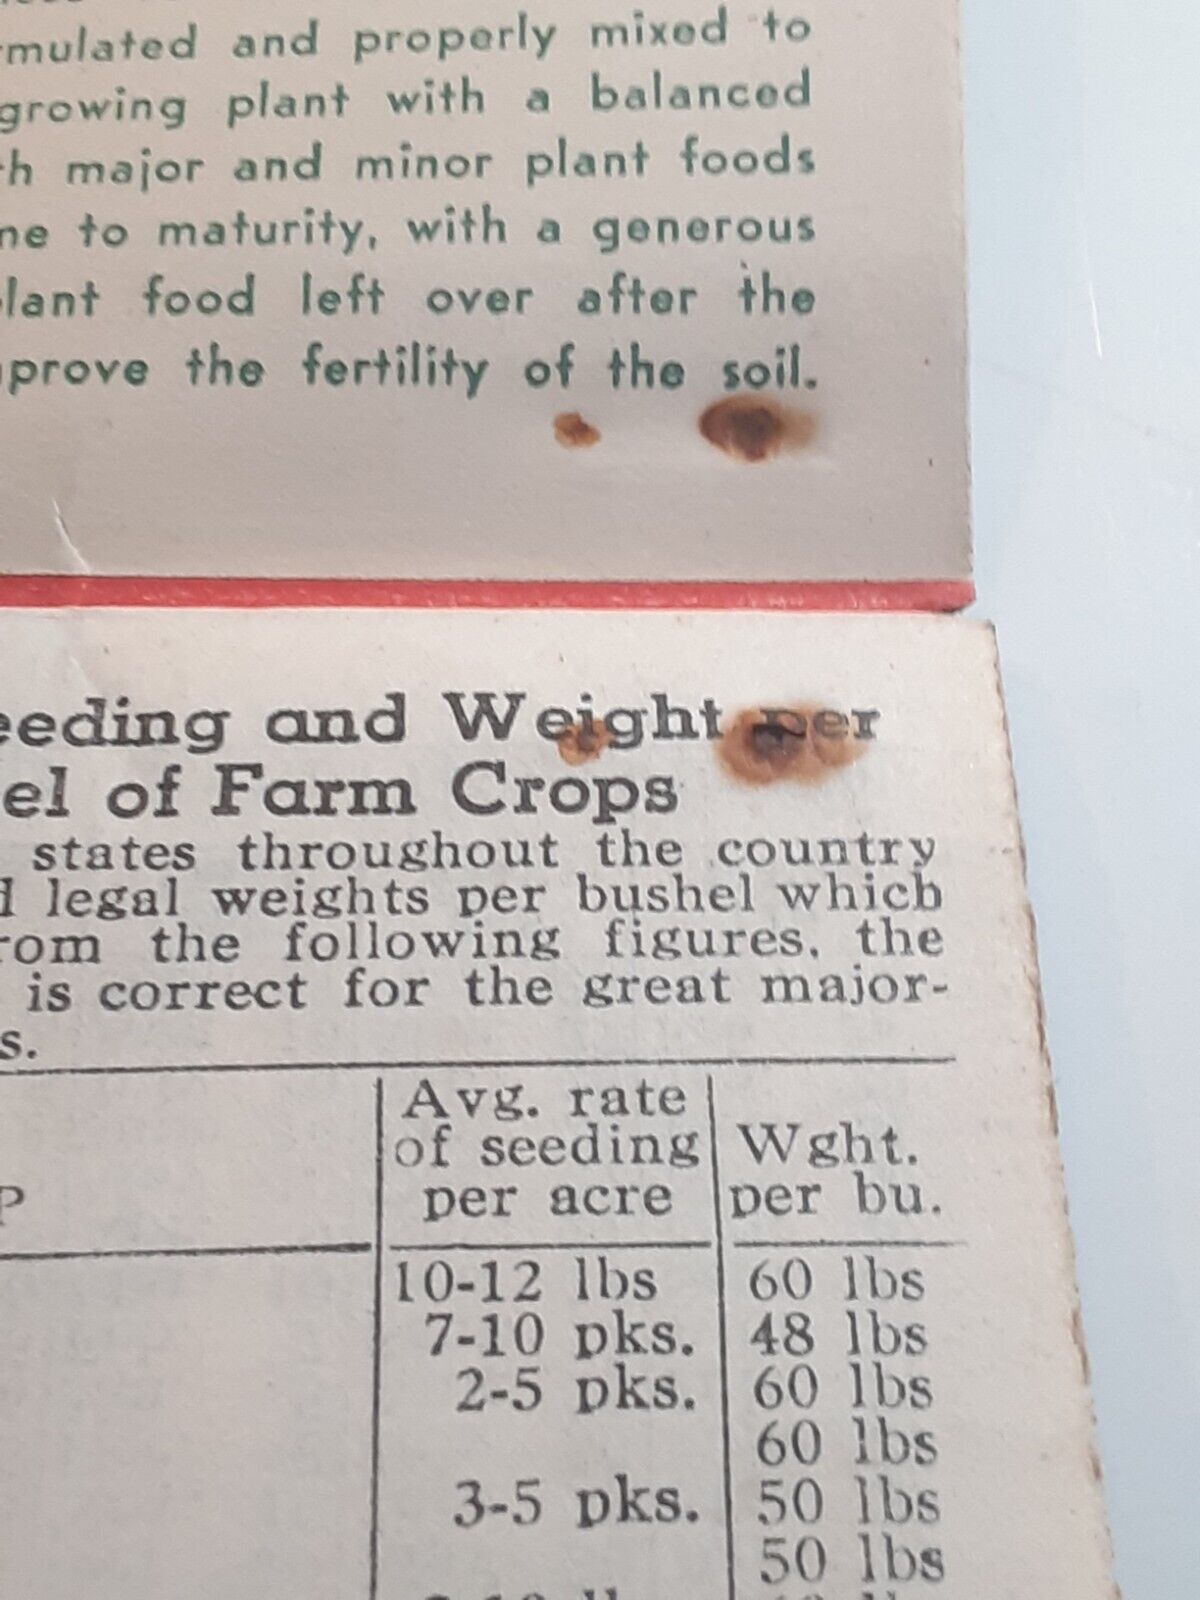 rmulated and properly mixed to
growing plant with a balanced
major and minor plant foods
to maturity, with a generous
lant food left over after the
prove the fertility of the soil.
eeding and Weight per
el of Farm Crops
states throughout the country
legal weights per bushel which
rom the following figures, the
is correct for the great major-
s.
Avg. rate
of seeding Wght.
P per acre per bu.
10-12 lbs 60 lbs
7-10 pks. 48 lbs
2-5 pks. 60 lbs
60 lbs
3-5 pks. 50 lbs
50 lbs